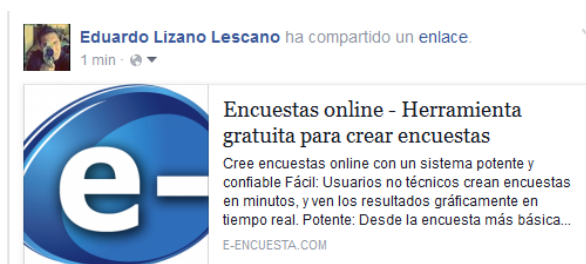 Eduardo Lizano Lescano ha compartido un enlace.
1 min ·
e-
Encuestas online - Herramienta
gratuita para crear encuestas
Cree encuestas online con un sistema potente y
confiable Fácil: Usuarios no técnicos crean encuestas
en minutos, y ven los resultados gráficamente en
tiempo real. Potente: Desde la encuesta más básica...
E-ENCUESTA.COM